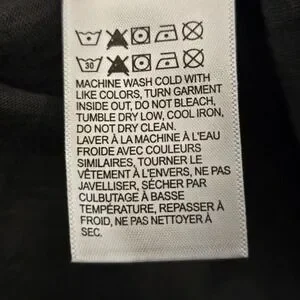 30
MACHINE WASH COLD WITH
LIKE COLORS, TURN GARMENT
INSIDE OUT, DO NOT BLEACH,
TUMBLE DRY LOW, COOL IRON,
DO NOT DRY CLEAN.
LAVER À LA MACHINE À L'EAU
FROIDE AVEC COULEURS
SIMILAIRES, TOURNER LE
VÊTEMENT À L'ENVERS, NE PAS
JAVELLISER, SÉCHER PAR
CULBUTAGE À BASSE
TEMPÉRATURE, REPASSER À
FROID, NE PAS NETTOYER À
SEC.